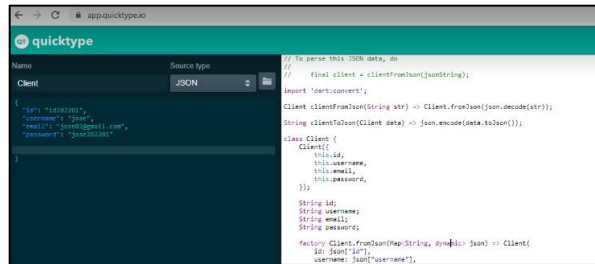 app.quicktype.io
quicktype
Name
Source type
Client
JSON
{
"id": "id202201",
"username": "jose",
"email": "jose01@gmail.com",
"password": "jose202201"
}
// To parse this JSON data, do
//
//     final client = clientFromJson(jsonString);
import 'dart:convert';
Client clientFromJson(String str) => Client.fromJson(json.decode(str));
String clientToJson(Client data) => json.encode(data.toJson());
class Client {
Client({
this.id,
this.username,
this.email,
this.password,
});
String id;
String username;
String email;
String password;
factory Client.fromJson(Map<String, dynamic> json) => Client(
id: json["id"],
username: json["username"],